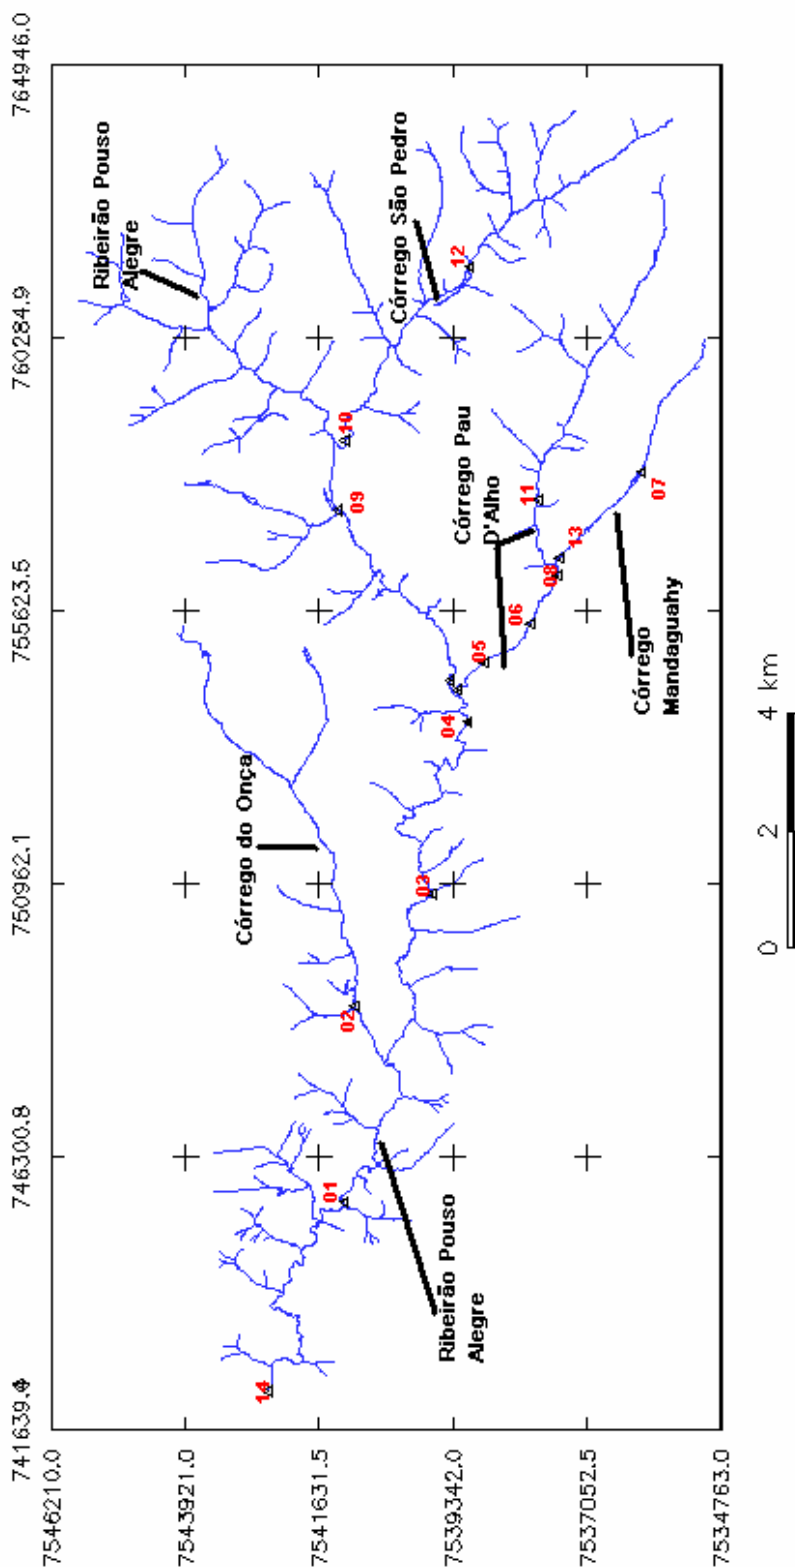 741639.4
746300.8
750962.1
755623.5
760284.9
764946.0
7546210.0
7543921.0
7541631.5
7539342.0
7537052.5
7534763.0
Ribeirão Pouso
Alegre
Córrego São Pedro
Córrego Pau
D'Alho
Córrego do Onça
Córrego
Mandaguahy
Ribeirão Pouso
Alegre
14
01
02
03
04
05
06
08
13
07
11
09
10
12
0
2
4 km